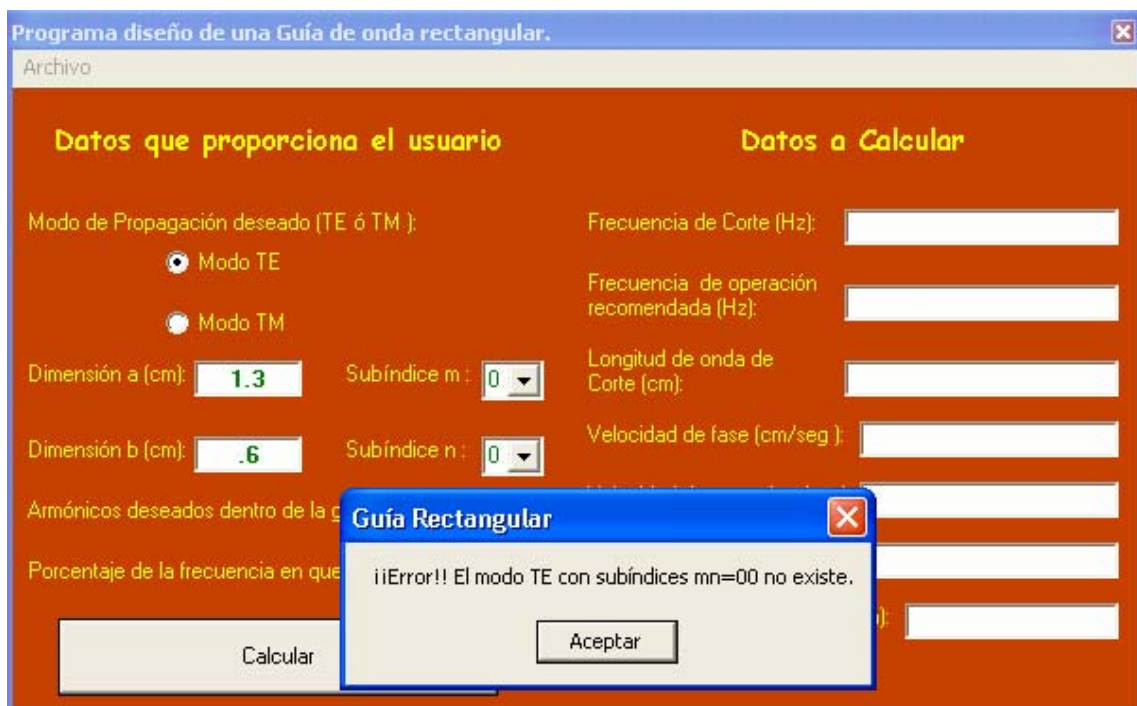 Programa diseño de una Guía de onda rectangular.
Archivo
Datos que proporciona el usuario
Modo de Propagación deseado (TE ó TM ):
Modo TE
Modo TM
Dimensión a (cm): 1.3 Subíndice m : 0
Dimensión b (cm): .6 Subíndice n : 0
Armónicos deseados dentro de la
Porcentaje de la frecuencia en que
Calcular
Datos a Calcular
Frecuencia de Corte (Hz):
Frecuencia de operación
recomendada (Hz):
Longitud de onda de
Corte (cm):
Velocidad de fase (cm/seg ):
Guía Rectangular
¡¡Error!! El modo TE con subíndices mn=00 no existe.
Aceptar